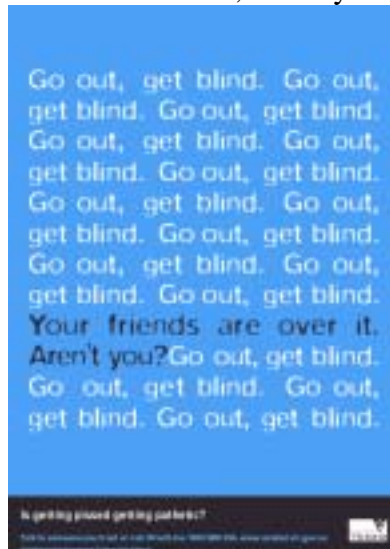 Go out, get blind. Go out,
get blind. Go out, get blind.
Go out, get blind. Go out,
get blind. Go out, get blind.
Go out, get blind. Go out,
get blind. Go out, get blind.
Go out, get blind. Go out,
get blind. Go out, get blind.
Your friends are over it.
Aren't you?Go out, get blind.
Go out, get blind. Go out,
get blind. Go out, get blind.
Is getting pissed getting pathetic?